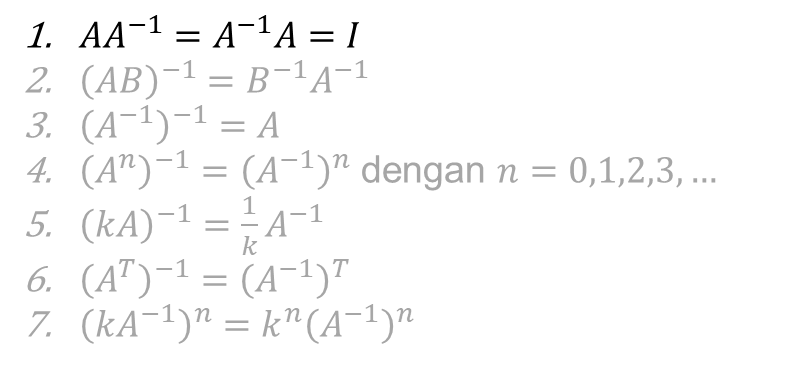 1. AA⁻¹ = A⁻¹A = I
2. (AB)⁻¹ = B⁻¹A⁻¹
3. (A⁻¹)⁻¹ = A
4. (Aⁿ)⁻¹ = (A⁻¹)ⁿ dengan n = 0,1,2,3, ...
5. (kA)⁻¹ = 1/k A⁻¹
6. (Aᵀ)⁻¹ = (A⁻¹)ᵀ
7. (kA⁻¹)ⁿ = kⁿ(A⁻¹)ⁿ